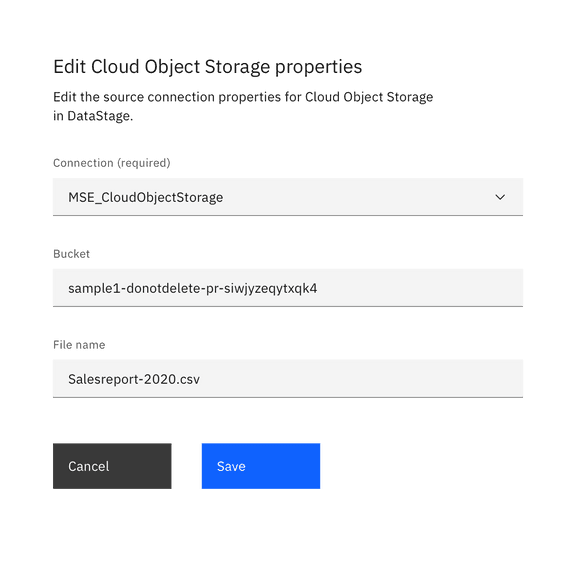 Edit Cloud Object Storage properties
Edit the source connection properties for Cloud Object Storage
in DataStage.
Connection (required)
MSE_CloudObjectStorage
Bucket
sample1-donotdelete-pr-siwjyzeqytxqk4
File name
Salesreport-2020.csv
Cancel
Save